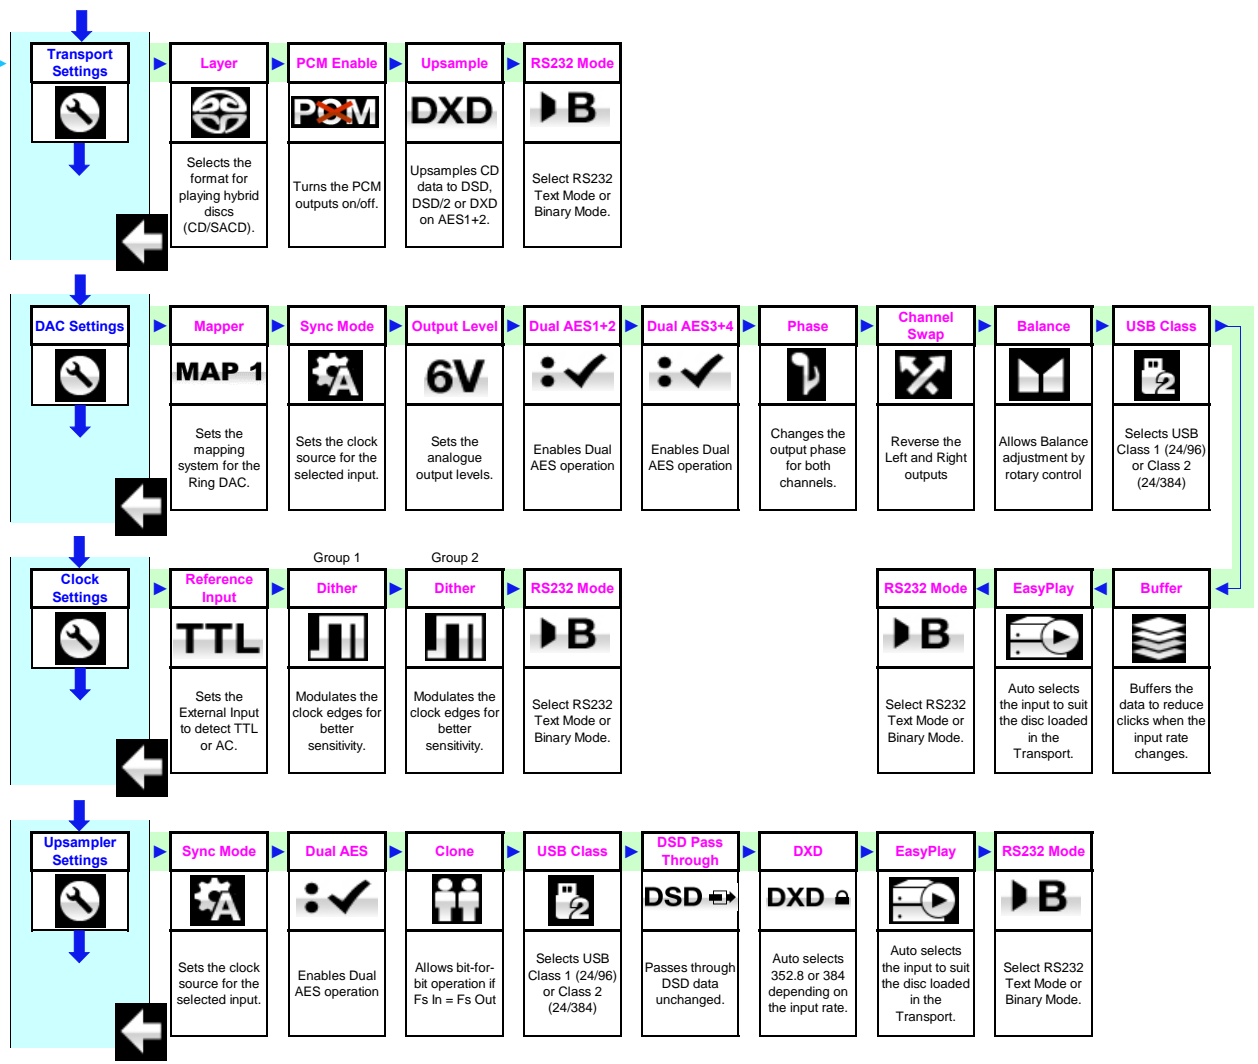 Transport
Settings
Layer
PCM Enable
Upsample
RS232 Mode
PCM
DXD
B
Selects the
format for
playing hybrid
discs
(CD/SACD).
Turns the PCM
outputs on/off.
Upsamples CD
data to DSD,
DSD/2 or DXD
on AES1+2.
Select RS232
Text Mode or
Binary Mode.
DAC Settings
Mapper
Sync Mode
Output Level
Dual AES1+2
Dual AES3+4
Phase
Channel
Swap
Balance
USB Class
MAP 1
A
6V
:
:
2
Sets the
mapping
system for the
Ring DAC.
Sets the clock
source for the
selected input.
Sets the
analogue
output levels.
Enables Dual
AES operation
Enables Dual
AES operation
Changes the
output phase
for both
channels.
Reverse the
Left and Right
outputs
Allows Balance
adjustment by
rotary control
Selects USB
Class 1 (24/96)
or Class 2
(24/384)
Group 1
Group 2
Clock
Settings
Reference
Input
Dither
Dither
RS232 Mode
RS232 Mode
EasyPlay
Buffer
TTL
B
B
Sets the
External Input
to detect TTL
or AC.
Modulates the
clock edges for
better
sensitivity.
Modulates the
clock edges for
better
sensitivity.
Select RS232
Text Mode or
Binary Mode.
Select RS232
Text Mode or
Binary Mode.
Auto selects
the input to suit
the disc loaded
in the
Transport.
Buffers the
data to reduce
clicks when the
input rate
changes.
Upsampler
Settings
Sync Mode
Dual AES
Clone
USB Class
DSD Pass
Through
DXD
EasyPlay
RS232 Mode
A
:
2
DSD
DXD
B
Sets the clock
source for the
selected input.
Enables Dual
AES operation
Allows bit-for-
bit operation if
Fs In = Fs Out
Selects USB
Class 1 (24/96)
or Class 2
(24/384)
Passes through
DSD data
unchanged.
Auto selects
352.8 or 384
depending on
the input rate.
Auto selects
the input to suit
the disc loaded
in the
Transport.
Select RS232
Text Mode or
Binary Mode.